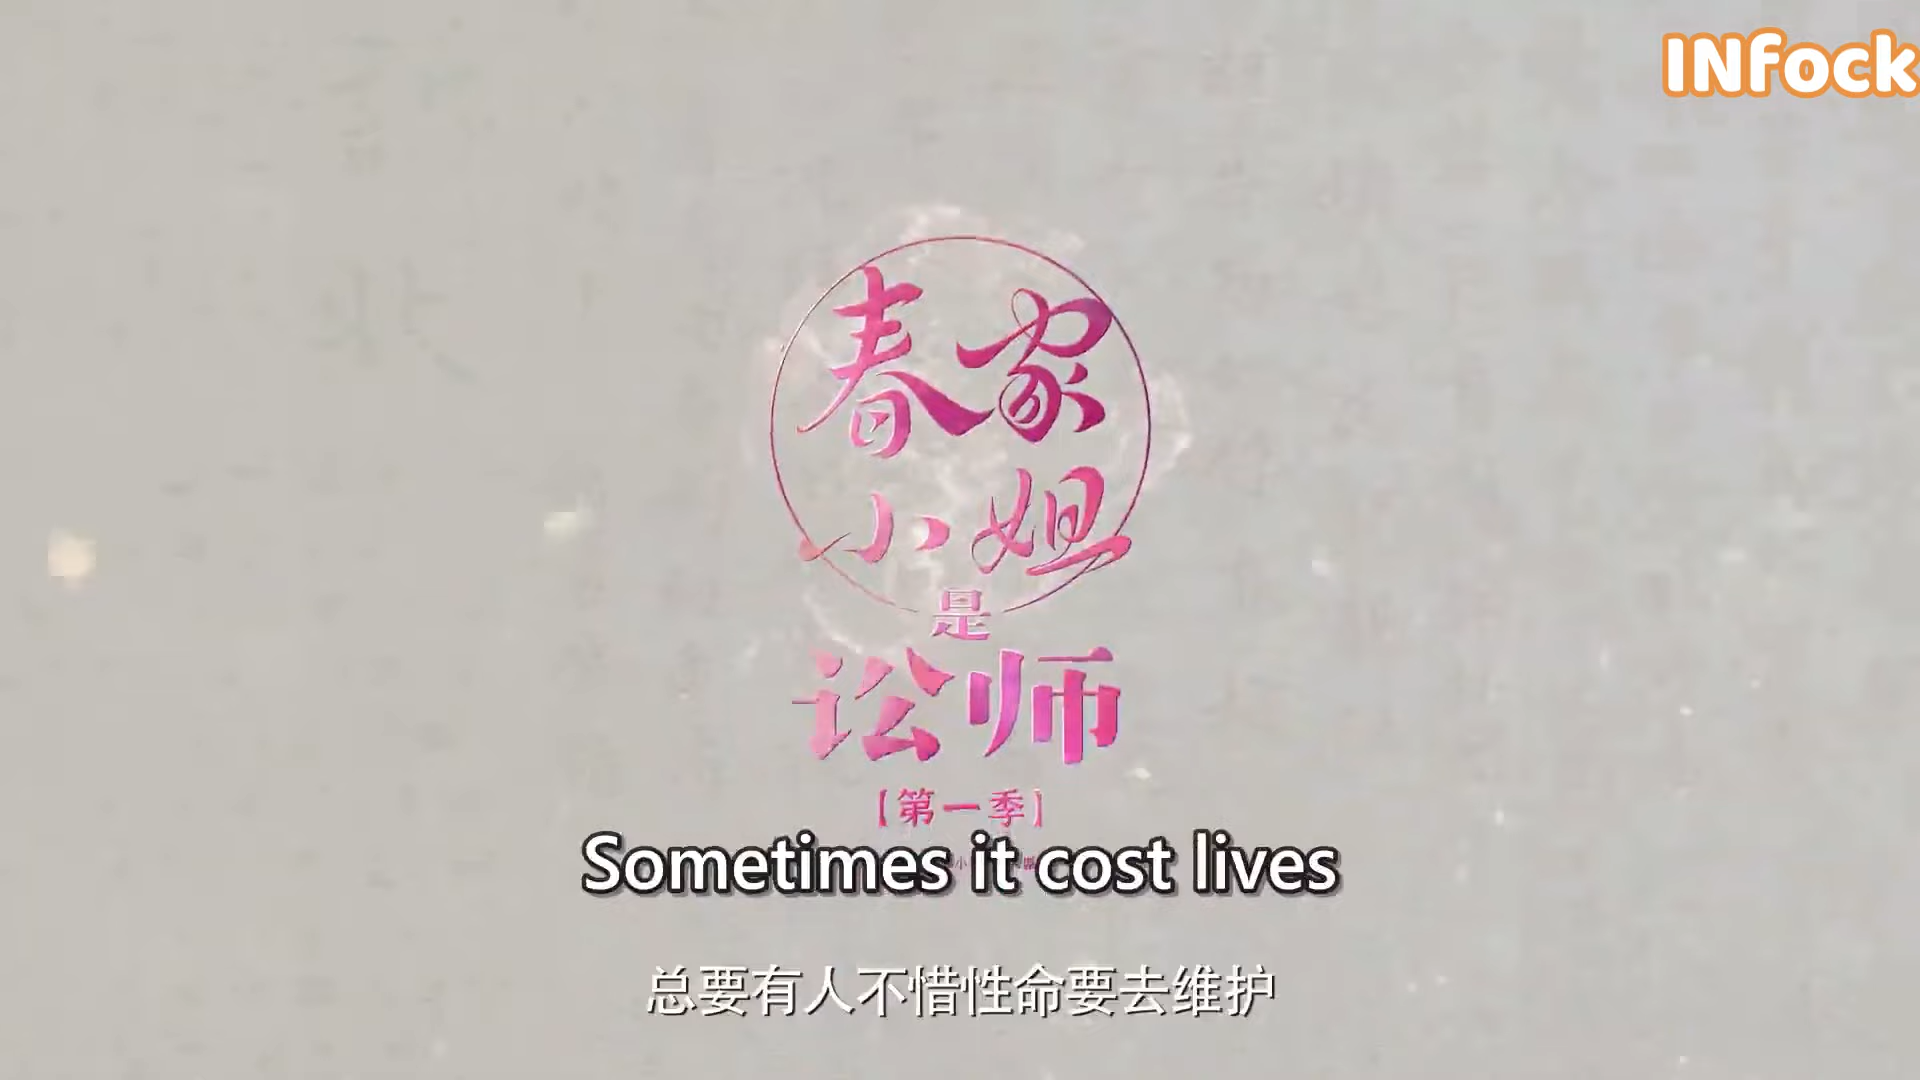 INFock
春家
小姐
是
讼师
【第一季】
Sometimes it cost lives
总要有人不惜性命要去维护